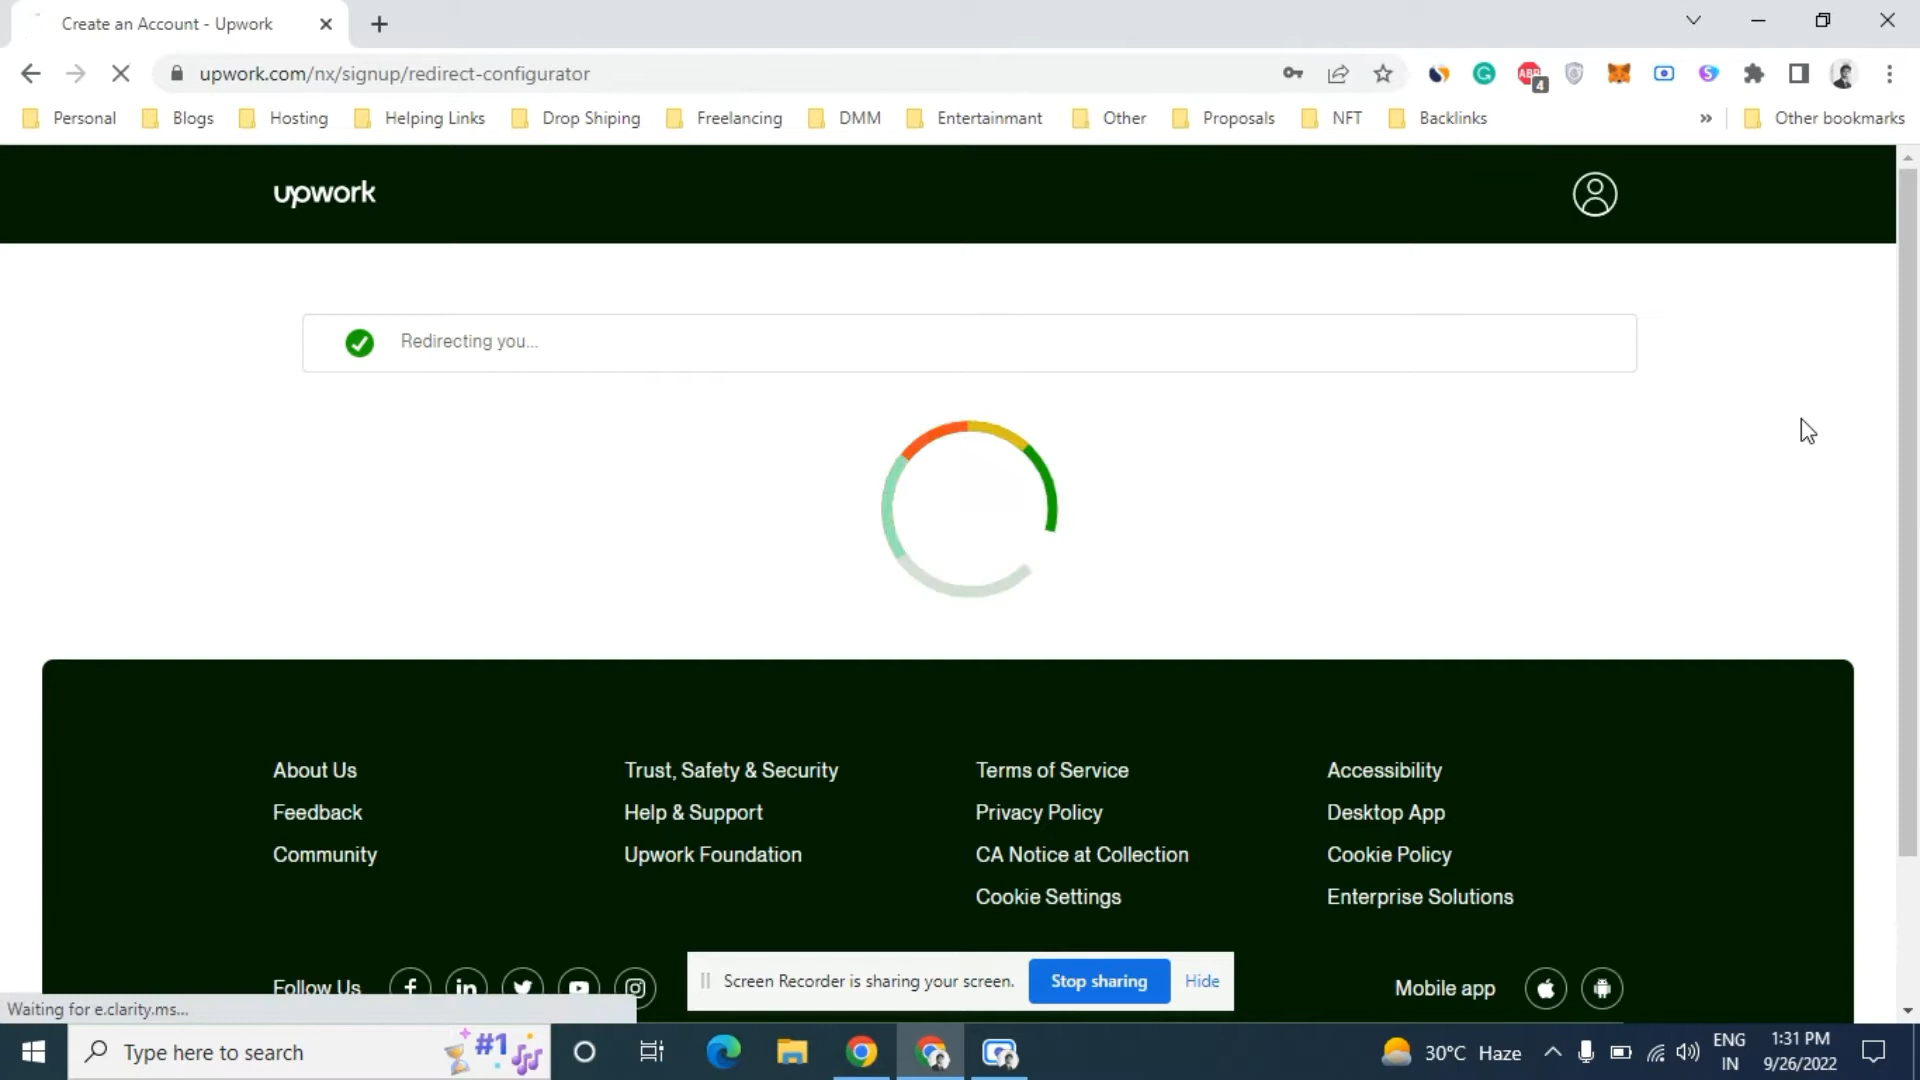 Create an Account - Upwork
upwork.com/nx/signup/redirect-configurator
ABP
4
Personal
Blogs
Hosting
Helping Links
Drop Shiping
Freelancing
DMM
Entertainmant
Other
Proposals
NFT
Backlinks
»
Other bookmarks
upwork
Redirecting you...
About Us
Trust, Safety & Security
Terms of Service
Accessibility
Feedback
Help & Support
Privacy Policy
Desktop App
Community
Upwork Foundation
CA Notice at Collection
Cookie Policy
Cookie Settings
Enterprise Solutions
Follow Us
Screen Recorder is sharing your screen.
Stop sharing
Hide
Mobile app
Waiting for e.clarity.ms...
Type here to search
#1
30°C Haze
ENG
IN
1:31 PM
9/26/2022